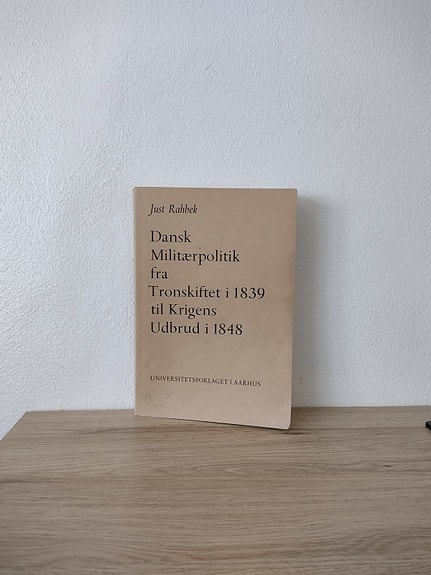 Just Rahbek
Dansk
Militærpolitik
fra
Tronskiftet i 1839
til Krigens
Udbrud i 1848
UNIVERSITETSFORLAGET I AARHUS